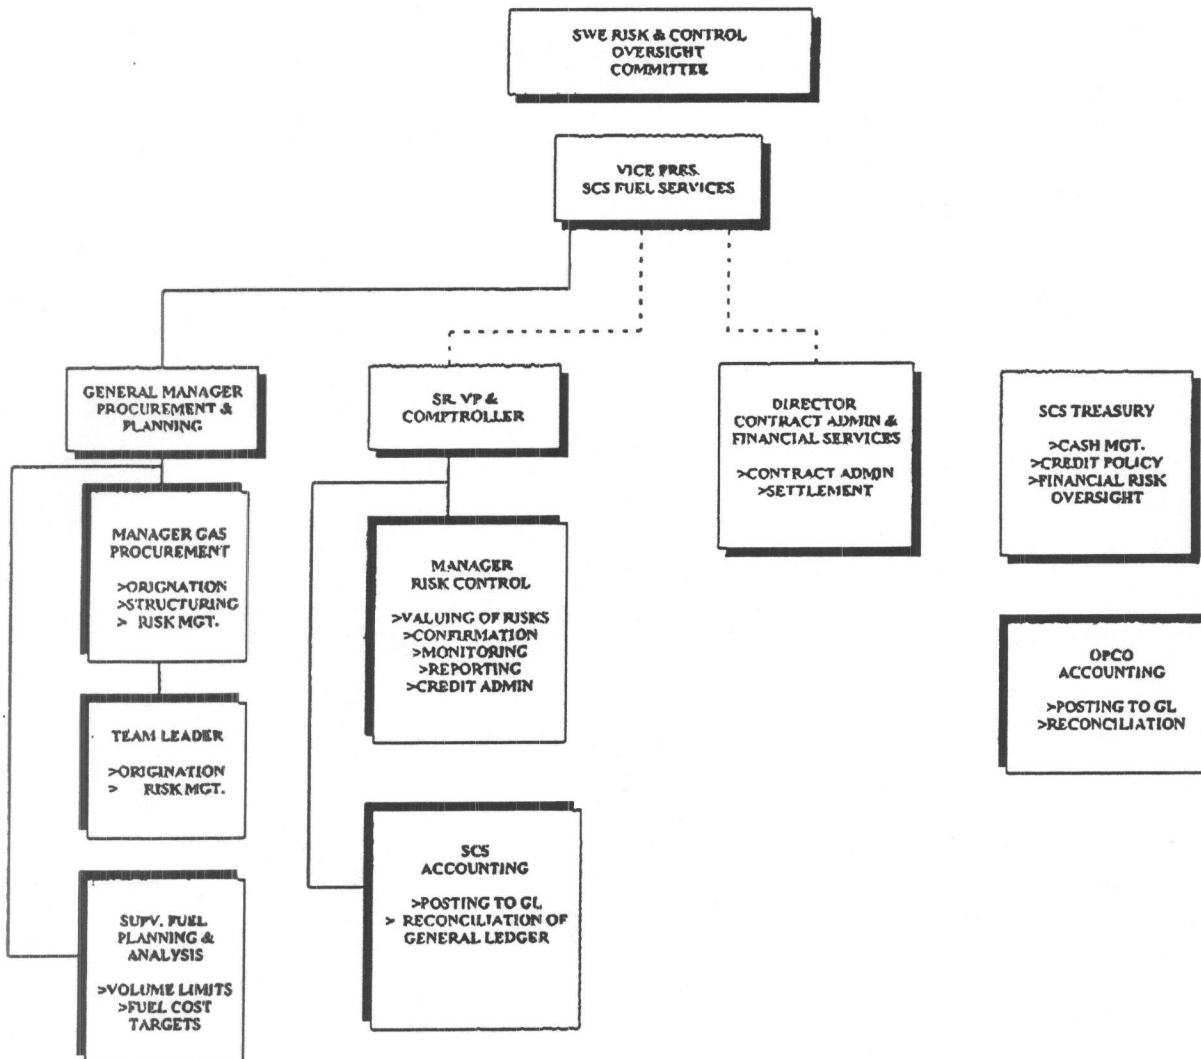 SWE RISK & CONTROL
OVERSIGHT
COMMITTEE
VICE PRES.
SCS FUEL SERVICES
GENERAL MANAGER
PROCUREMENT &
PLANNING
SR. VP &
COMPTROLLER
DIRECTOR
CONTRACT ADMIN &
FINANCIAL SERVICES
>CONTRACT ADMIN
>SETTLEMENT
SCS TREASURY
>CASH MGT.
>CREDIT POLICY
>FINANCIAL RISK
OVERSIGHT
MANAGER GAS
PROCUREMENT
>ORIGNATION
>STRUCTURING
> RISK MGT.
MANAGER
RISK CONTROL
>VALUING OF RISKS
>CONFIRMATION
>MONITORING
>REPORTING
>CREDIT ADMIN
OPCO
ACCOUNTING
>POSTING TO GL
>RECONCILIATION
TEAM LEADER
>ORIGINATION
> RISK MGT.
SCS
ACCOUNTING
>POSTING TO GL
> RECONCILIATION OF
GENERAL LEDGER
SUPV. FUEL
PLANNING &
ANALYSIS
>VOLUME LIMITS
>FUEL COST
TARGETS